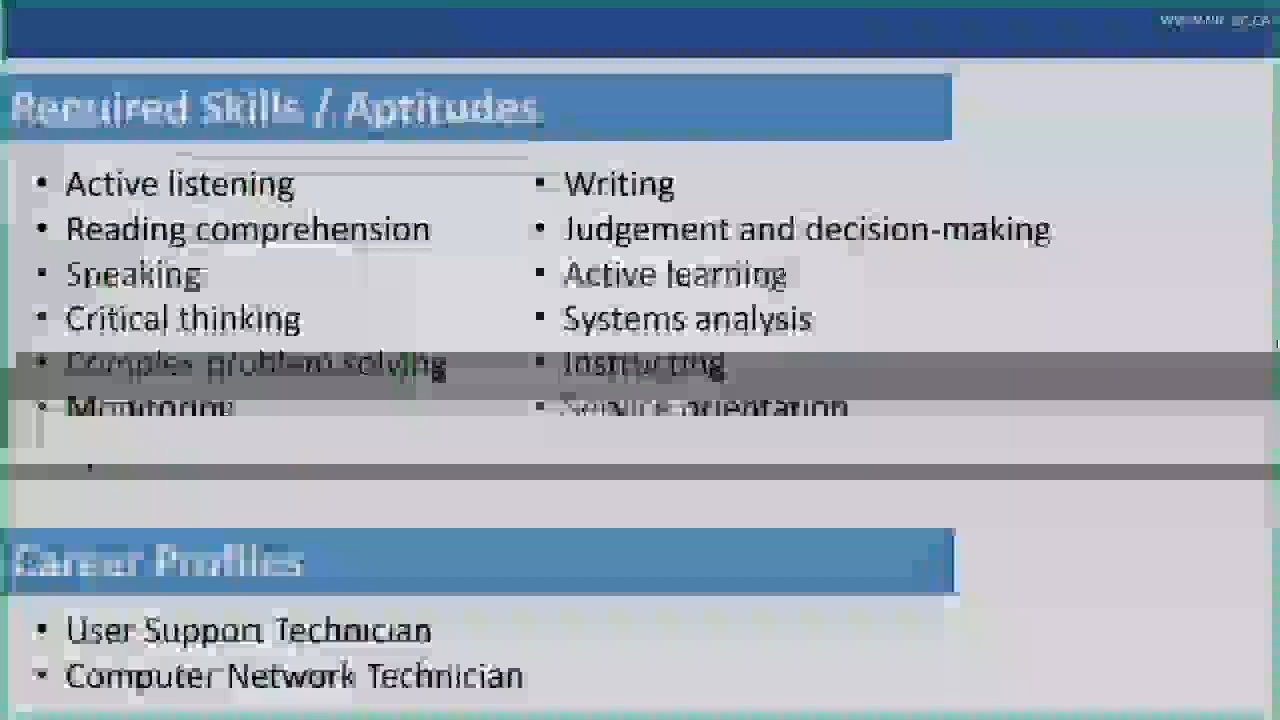 Required Skills / Aptitudes
• Active listening
• Reading comprehension
• Speaking
• Critical thinking
• Complex problem solving
• Monitoring
• Writing
• Judgement and decision-making
• Active learning
• Systems analysis
• Instructing
• Service orientation
Career Profiles
• User Support Technician
• Computer Network Technician